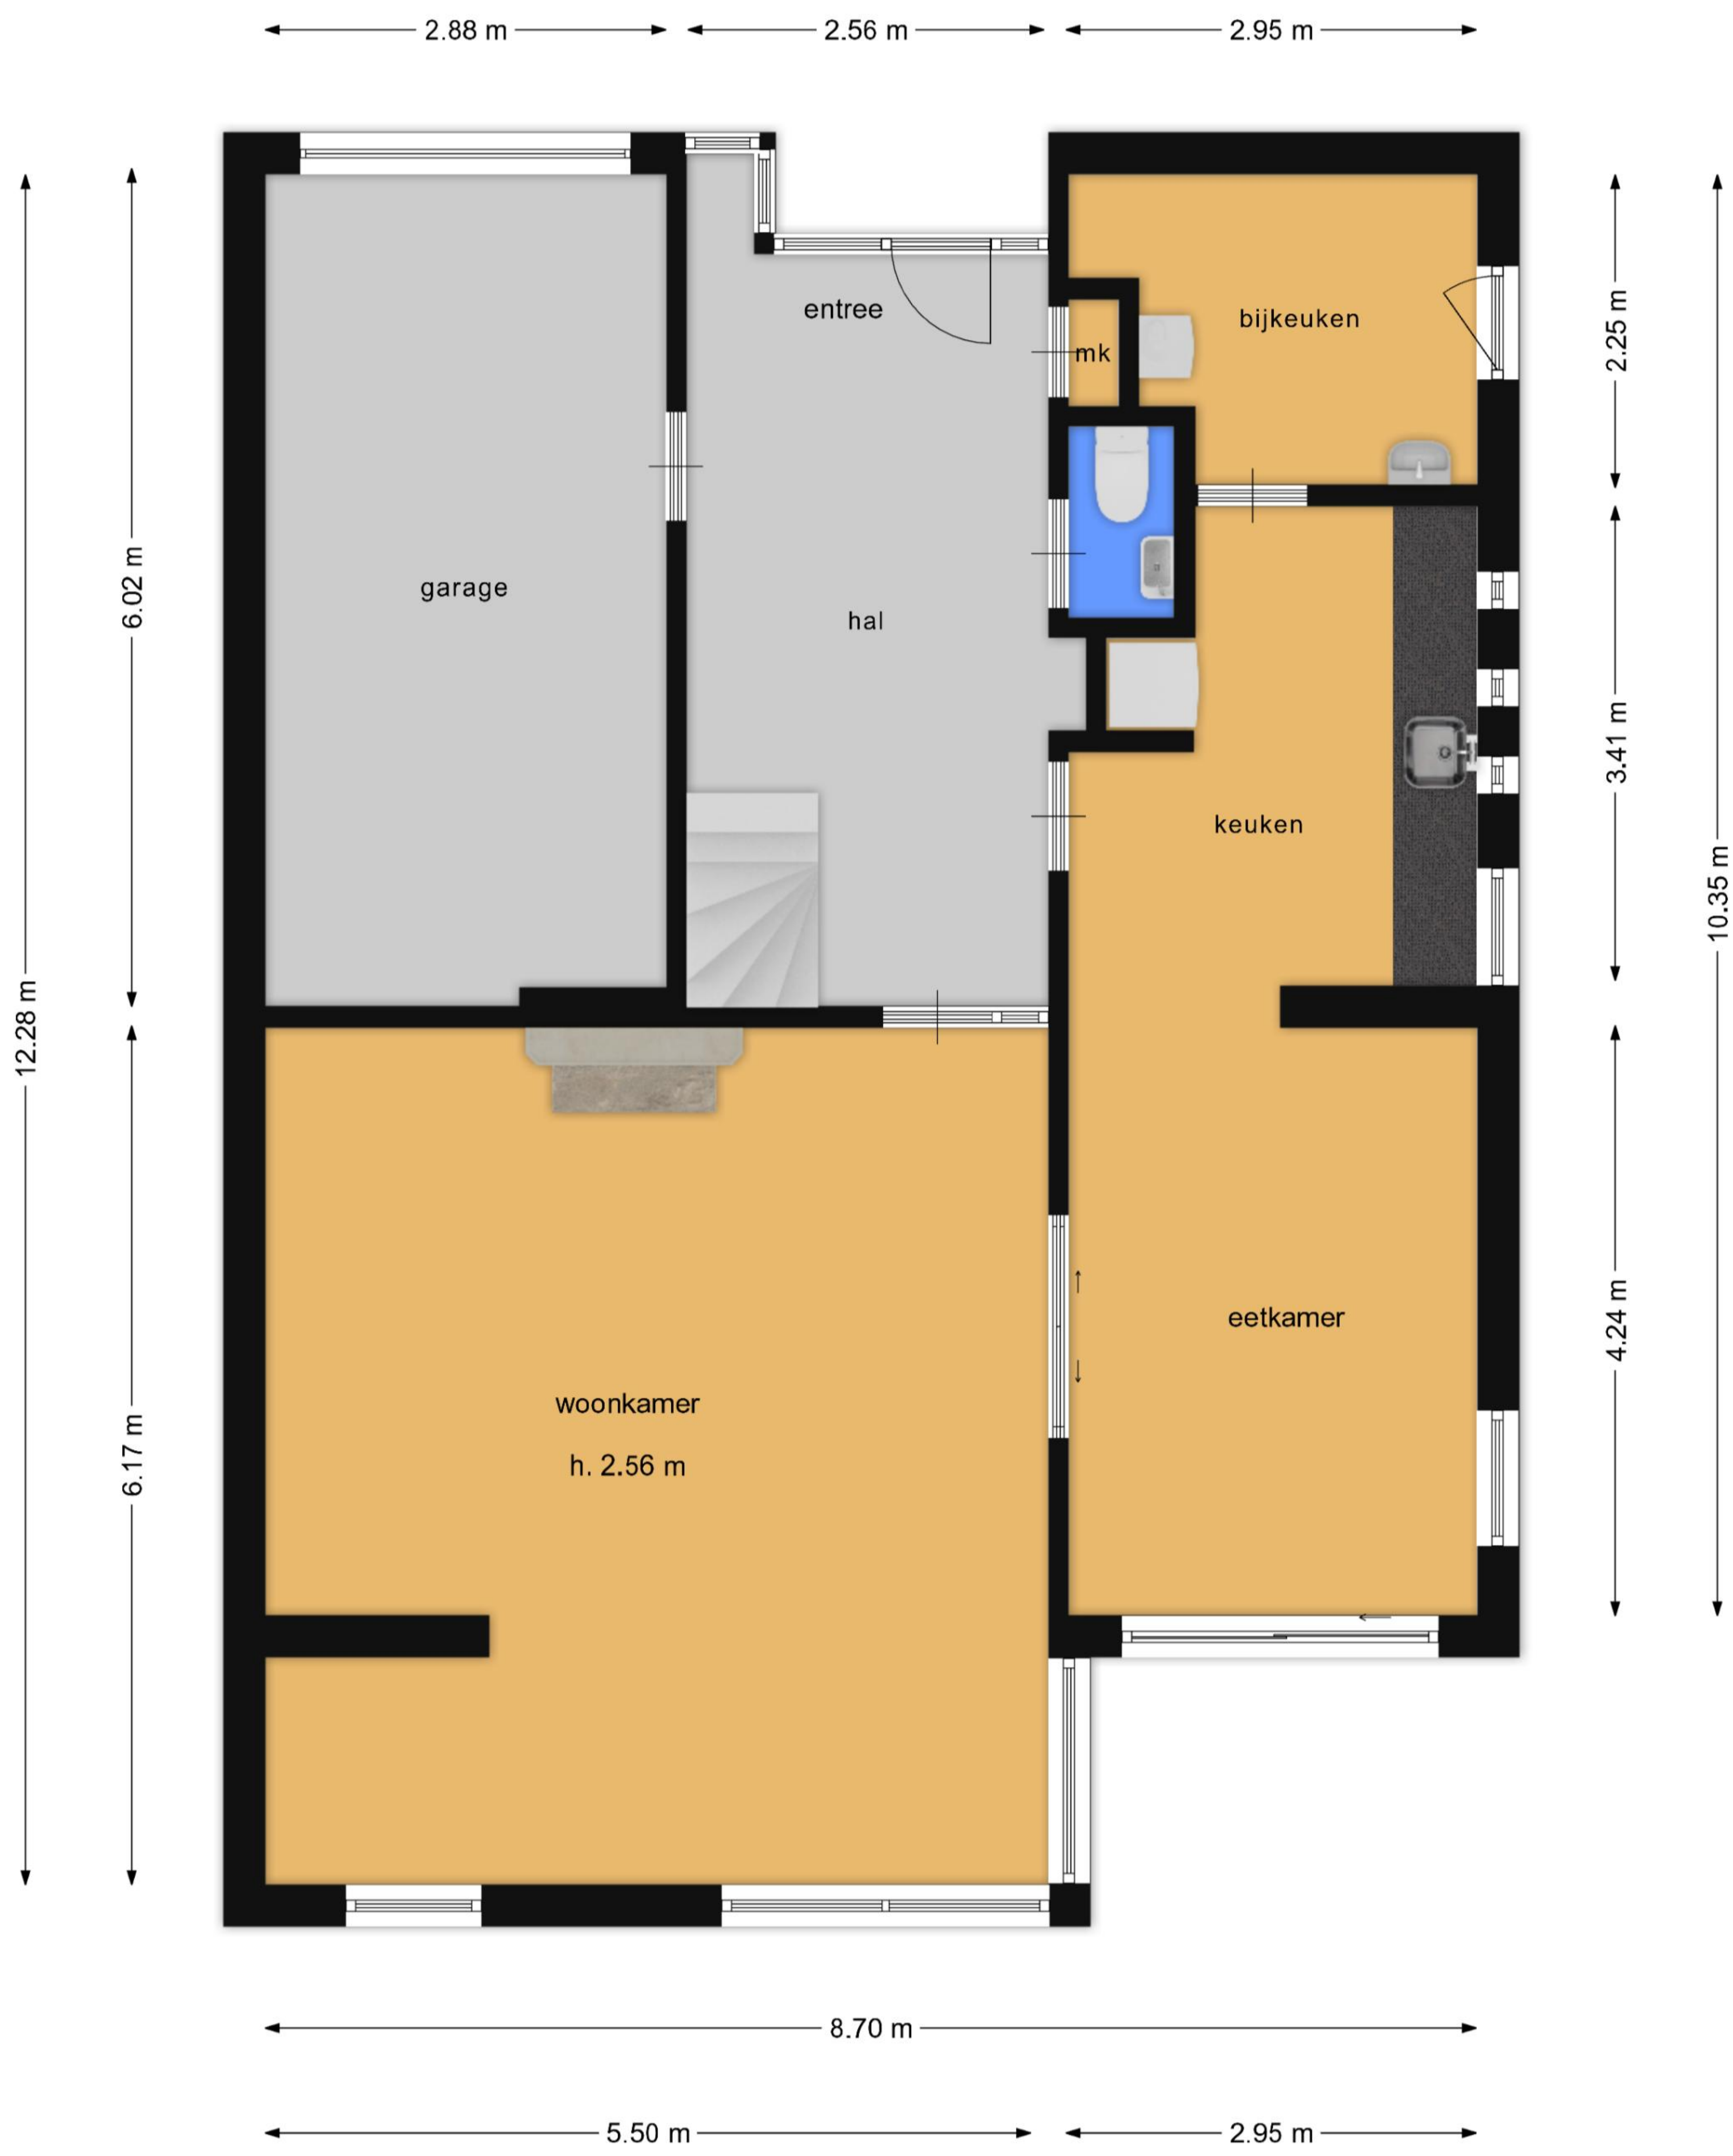 2.88 m
2.56 m
2.95 m
entree
bijkeuken
mk
2.25 m
garage
hal
6.02 m
3.41 m
keuken
10.35 m
12.28 m
eetkamer
4.24 m
woonkamer
h. 2.56 m
6.17 m
8.70 m
5.50 m
2.95 m